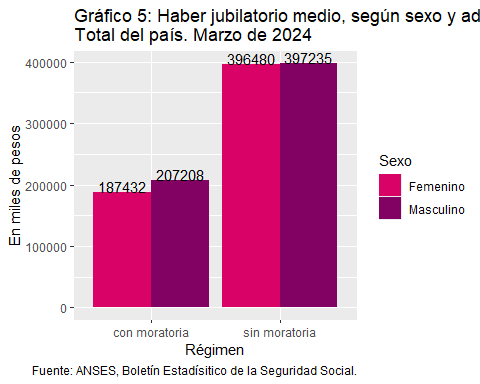 Gráfico 5: Haber jubilatorio medio, según sexo y ad
Total del país. Marzo de 2024
En miles de pesos
400000
300000
200000
100000
0
187432
207208
396480
397235
con moratoria
sin moratoria
Régimen
Sexo
Femenino
Masculino
Fuente: ANSES, Boletín Estadísitico de la Seguridad Social.